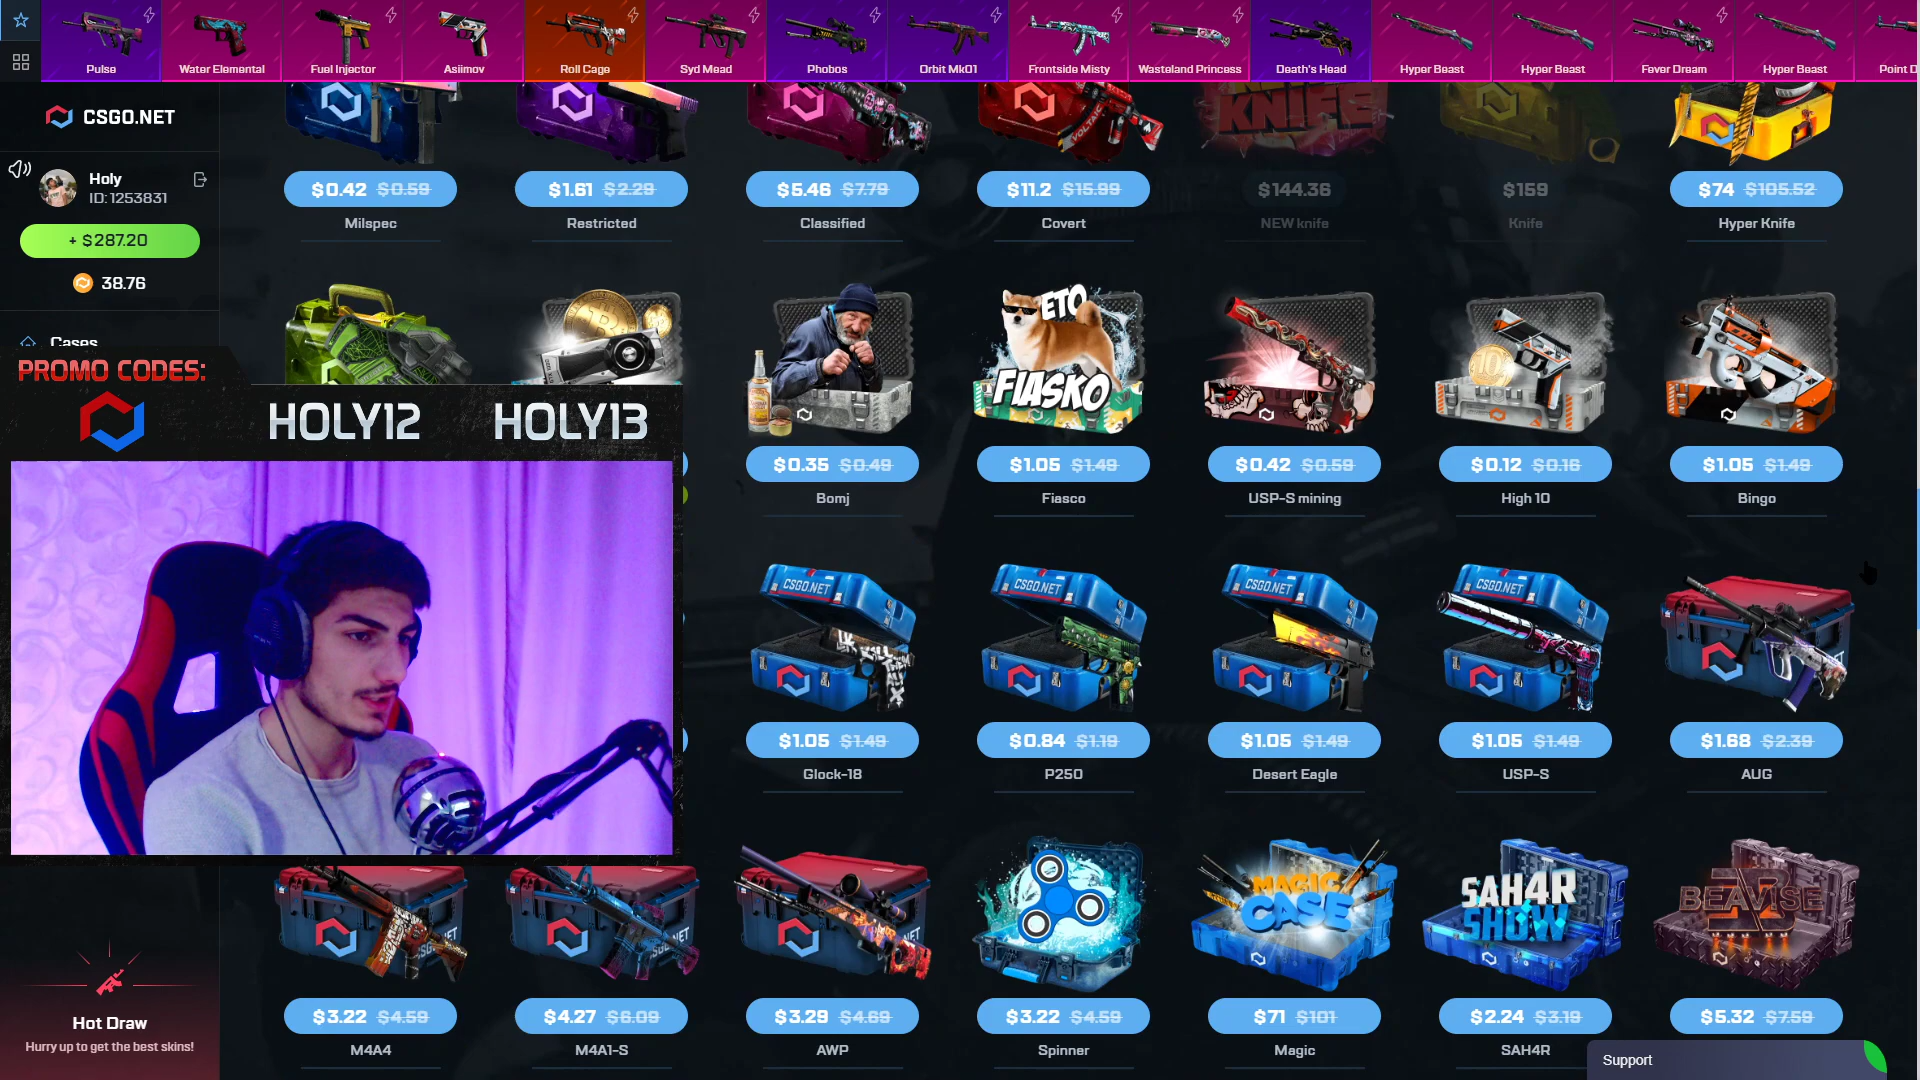 Pulse
Water Elemental
Fuel Injector
Asiimov
Roll Cage
Syd Mead
Phobos
Orbit Mk01
Frontside Misty
Wasteland Princess
Death's Head
Hyper Beast
Hyper Beast
Fever Dream
Hyper Beast
Point D
CSGO.NET
Holy
ID: 1253831
+ $287.20
38.76
Cases
PROMO CODES:
HOLY12 HOLY13
VOLTN
KNIFE
$0.42 $0.59
$1.61 $2.29
$5.46 $7.79
$11.2 $15.99
$144.36
$159
$74 $105.52
Milspec
Restricted
Classified
Covert
NEW knife
Knife
Hyper Knife
ETO
FIASKO
10
$0.35 $0.49
$1.05 $1.49
$0.42 $0.59
$0.12 $0.16
$1.05 $1.49
Bomj
Fiasco
USP-S mining
High 10
Bingo
CSGO.NET
CSGO.NET
CSGO.NET
CSGO.NET
$1.05 $1.49
$0.84 $1.19
$1.05 $1.49
$1.05 $1.49
$1.68 $2.39
Glock-18
P250
Desert Eagle
USP-S
AUG
MAGIC
CASE
SAH4R
SHOW
BEAVISE
$3.22 $4.59
$4.27 $6.09
$3.29 $4.69
$3.22 $4.59
$71 $101
$2.24 $3.19
$5.32 $7.59
M4A4
M4A1-S
AWP
Spinner
Magic
SAH4R
Hot Draw
Hurry up to get the best skins!
Support